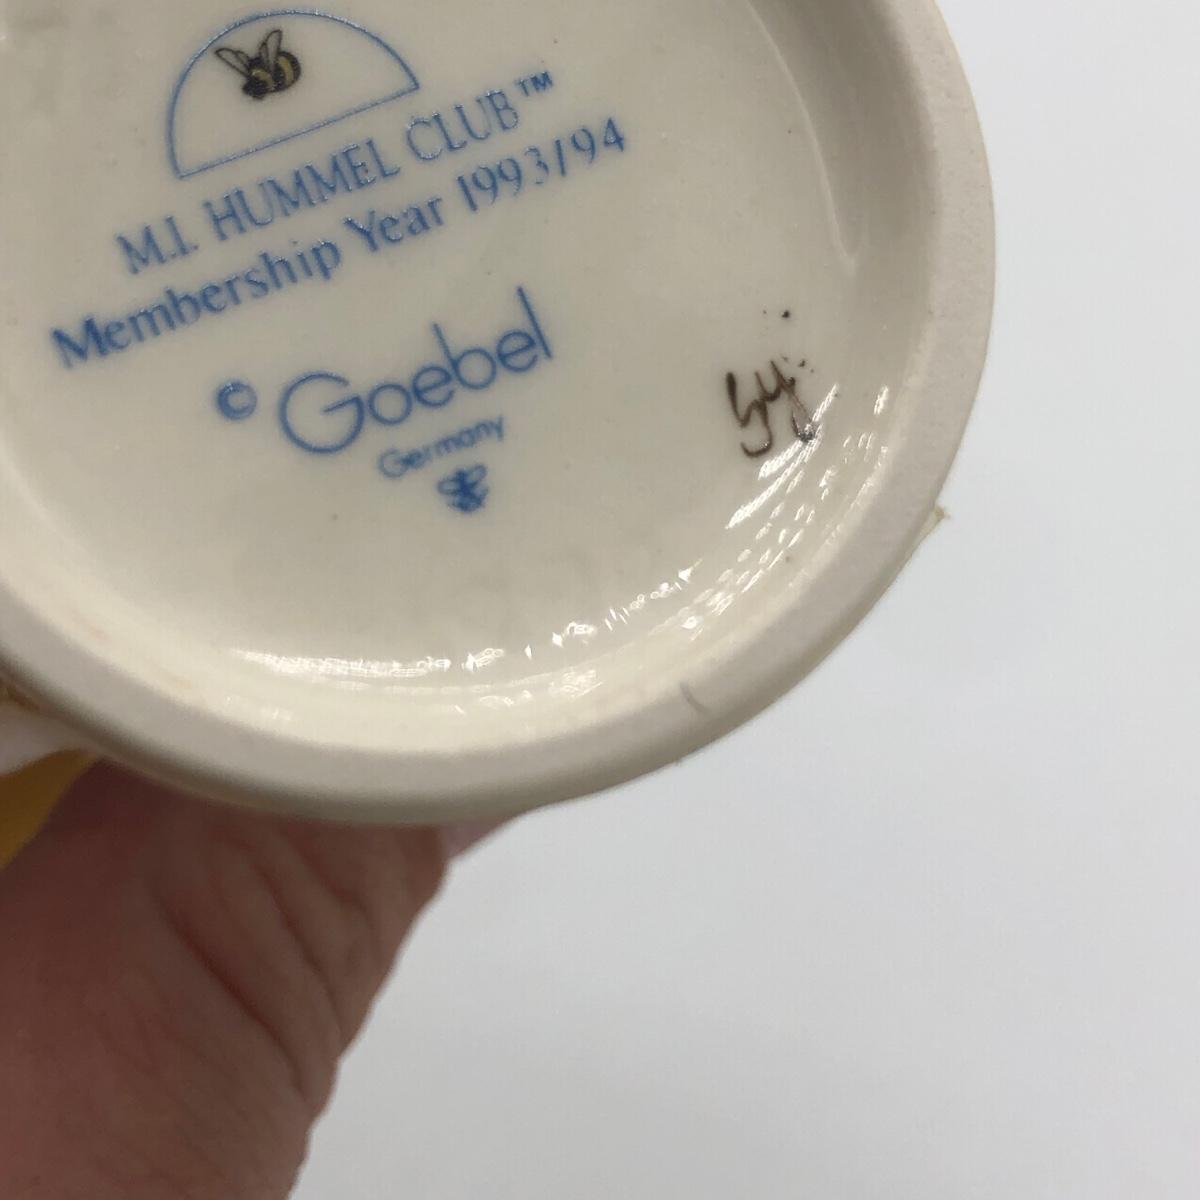 M.I. HUMMEL CLUB™
Membership Year 1993/94
© Goebel
Germany